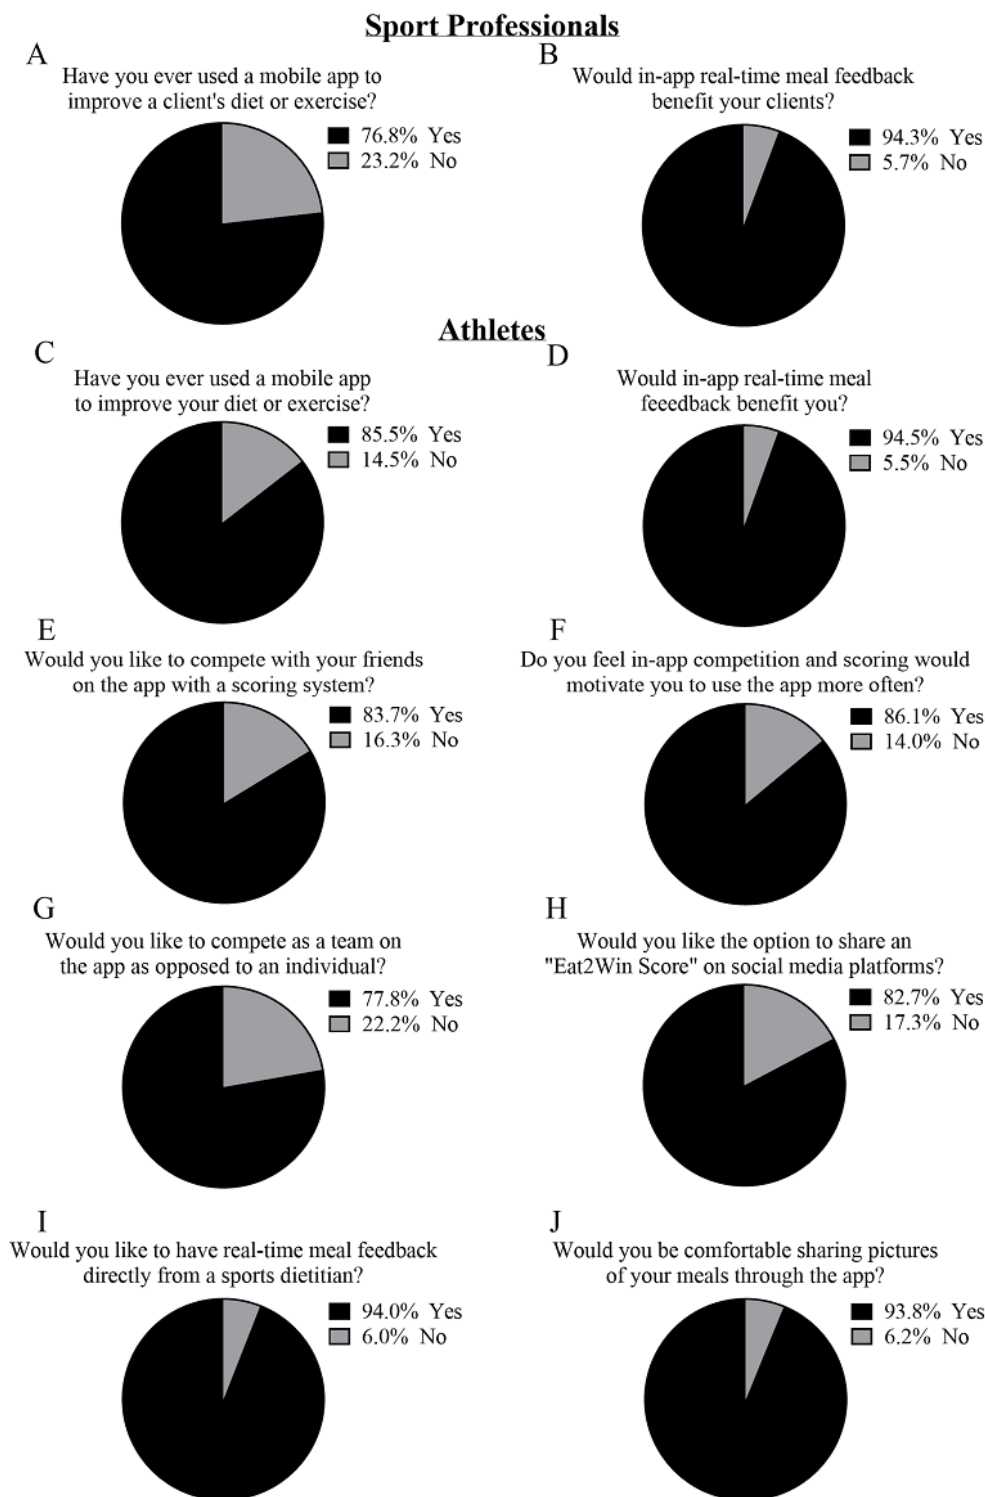 Sport Professionals
A
Have you ever used a mobile app to
improve a client's diet or exercise?
76.8% Yes
23.2% No
B
Would in-app real-time meal feedback
benefit your clients?
94.3% Yes
5.7% No
Athletes
C
Have you ever used a mobile app
to improve your diet or exercise?
85.5% Yes
14.5% No
D
Would in-app real-time meal
feeedback benefit you?
94.5% Yes
5.5% No
E
Would you like to compete with your friends
on the app with a scoring system?
83.7% Yes
16.3% No
F
Do you feel in-app competition and scoring would
motivate you to use the app more often?
86.1% Yes
14.0% No
G
Would you like to compete as a team on
the app as opposed to an individual?
77.8% Yes
22.2% No
H
Would you like the option to share an
"Eat2Win Score" on social media platforms?
82.7% Yes
17.3% No
I
Would you like to have real-time meal feedback
directly from a sports dietitian?
94.0% Yes
6.0% No
J
Would you be comfortable sharing pictures
of your meals through the app?
93.8% Yes
6.2% No